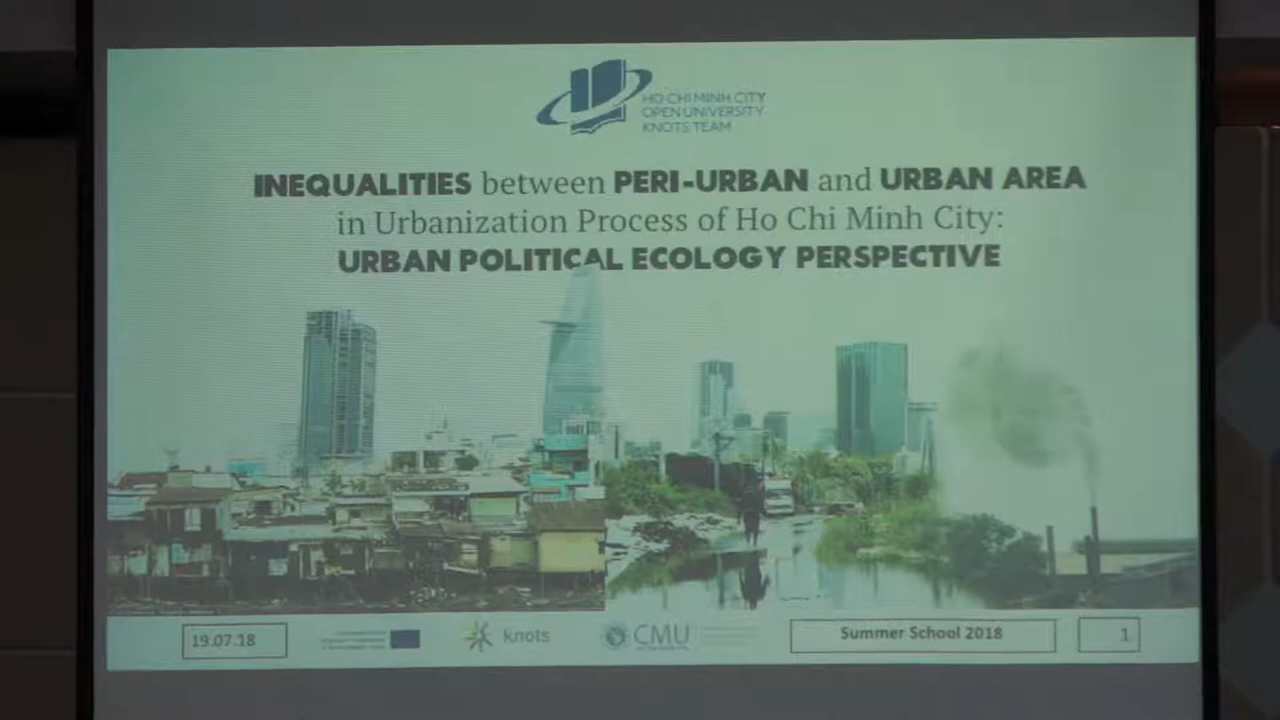 HO CHI MINH CITY
OPEN UNIVERSITY
KNOTS TEAM
INEQUALITIES between PERI-URBAN and URBAN AREA
in Urbanization Process of Ho Chi Minh City:
URBAN POLITICAL ECOLOGY PERSPECTIVE
19.07.18
knots
CMU
Summer School 2018
1